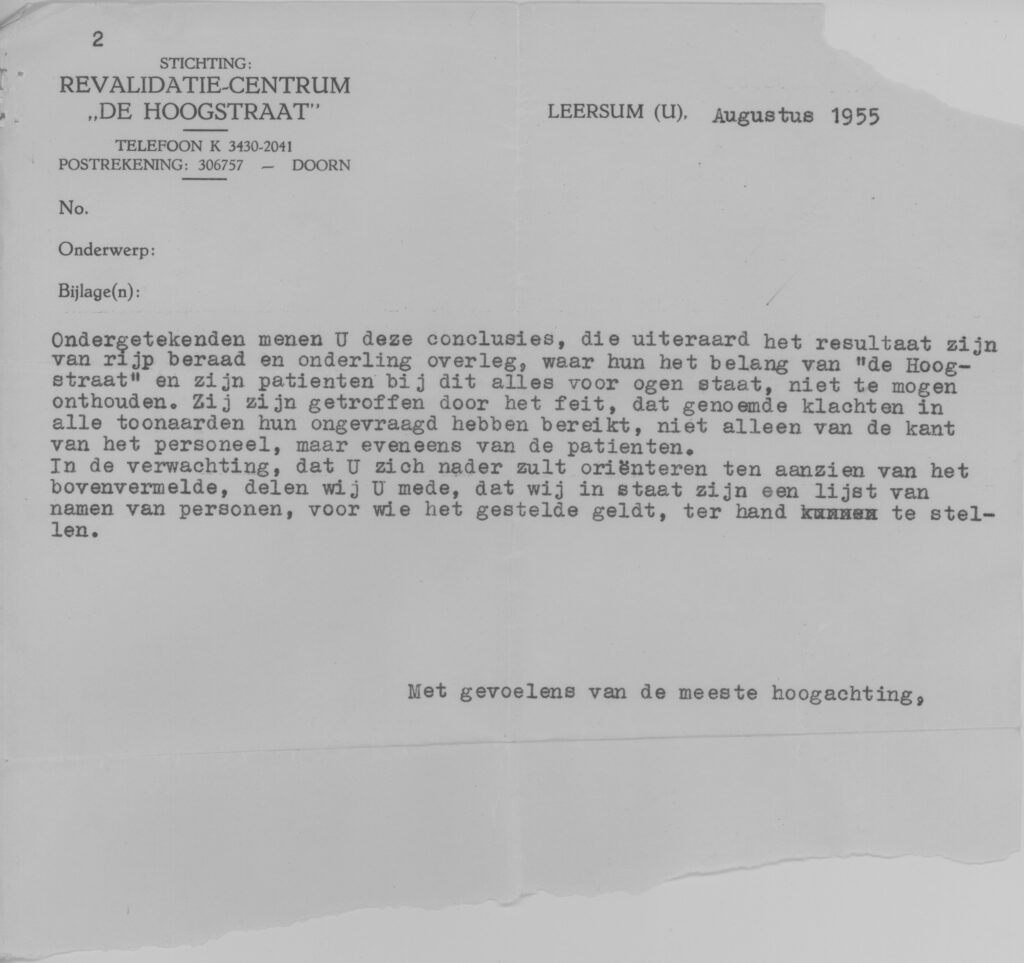 2
STICHTING:
REVALIDATIE-CENTRUM
„DE HOOGSTRAAT”
TELEFOON K 3430-2041
POSTREKENING: 306757 — DOORN
LEERSUM (U), Augustus 1955
No.
Onderwerp:
Bijlage(n):
Ondergetekenden menen U deze conclusies, die uiteraard het resultaat zijn
van rijp beraad en onderling overleg, waar hun het belang van "de Hoog-
straat" en zijn patienten bij dit alles voor ogen staat, niet te mogen
onthouden. Zij zijn getroffen door het feit, dat genoemde klachten in
alle toonaarden hun ongevraagd hebben bereikt, niet alleen van de kant
van het personeel, maar eveneens van de patienten.
In de verwachting, dat U zich nader zult oriënteren ten aanzien van het
bovenvermelde, delen wij U mede, dat wij in staat zijn een lijst van
namen van personen, voor wie het gestelde geldt, ter hand te stel-
len.
Met gevoelens van de meeste hoogachting,